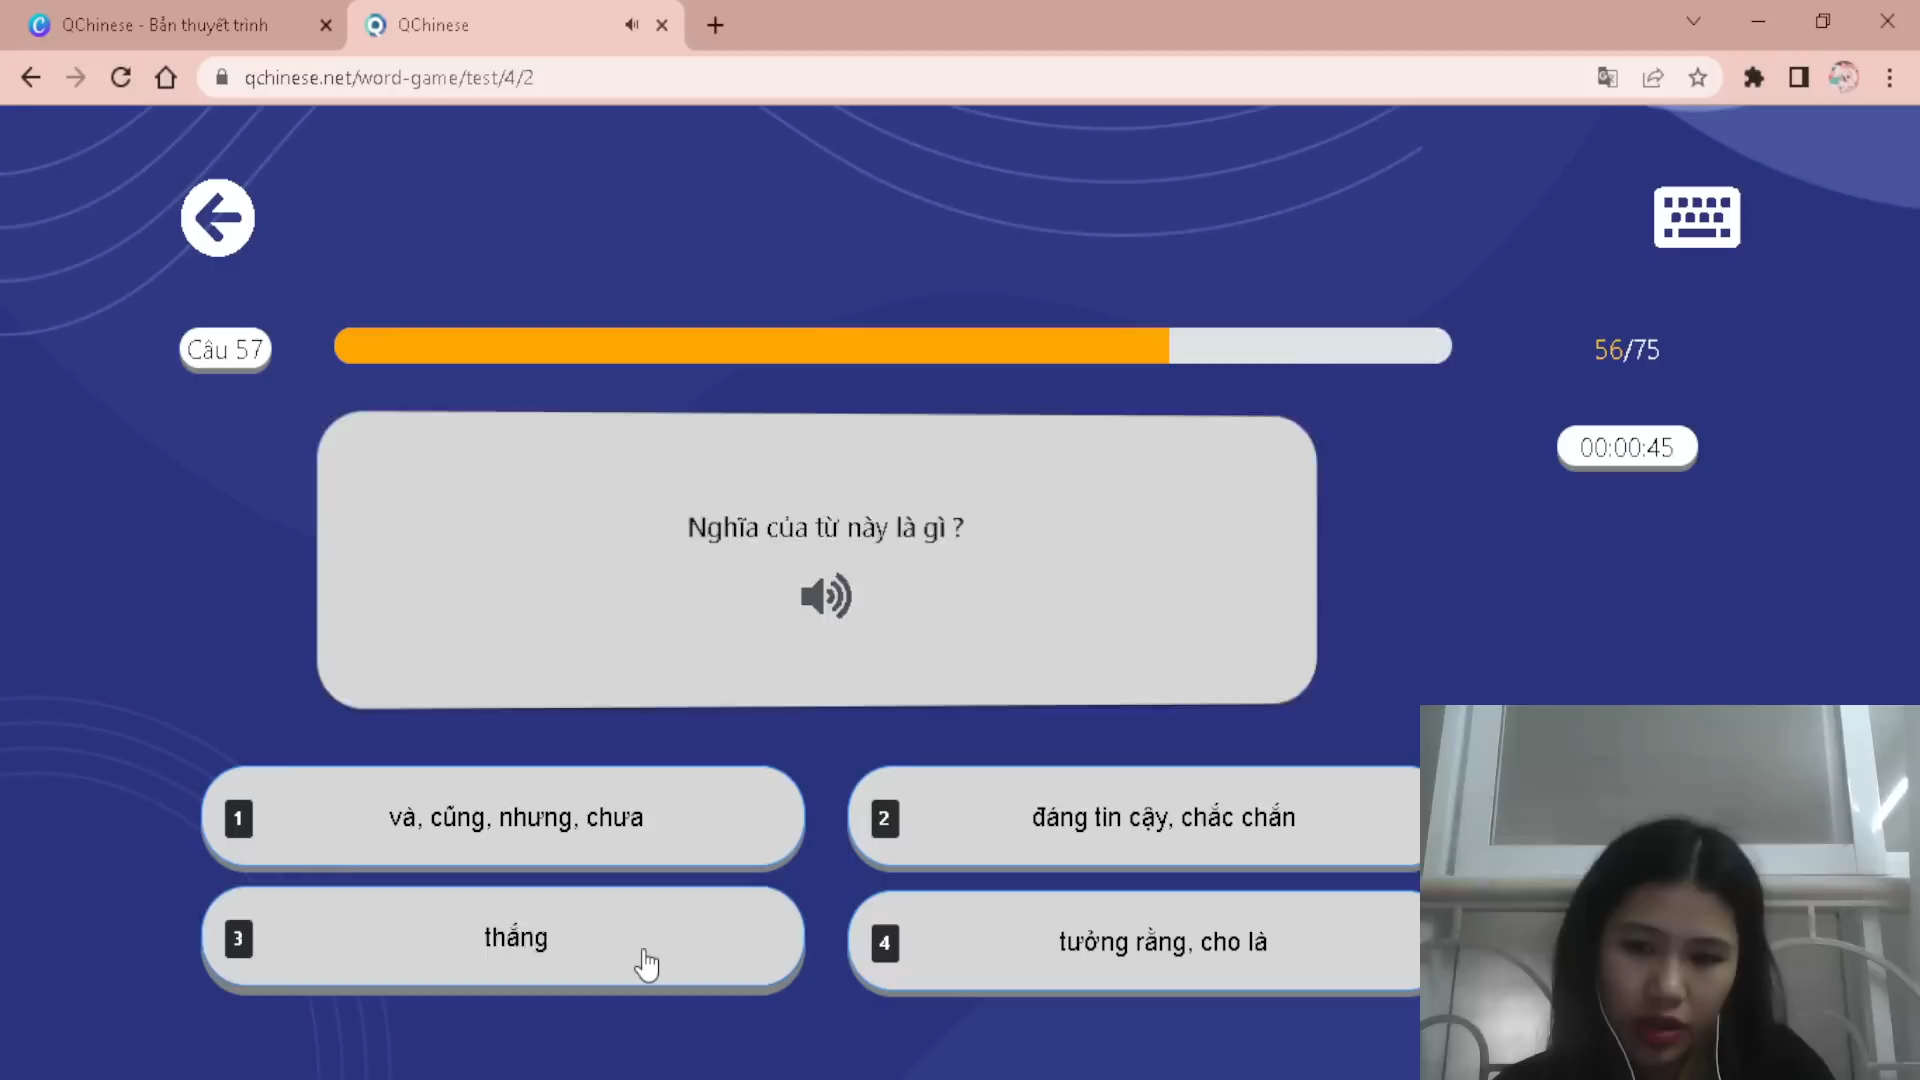 QChinese - Bản thuyết trình
QChinese
qchinese.net/word-game/test/4/2
Câu 57
56/75
00:00:45
Nghĩa của từ này là gì ?
1 và, cũng, nhưng, chưa
2 đáng tin cậy, chắc chắn
3 thắng
4 tưởng rằng, cho là